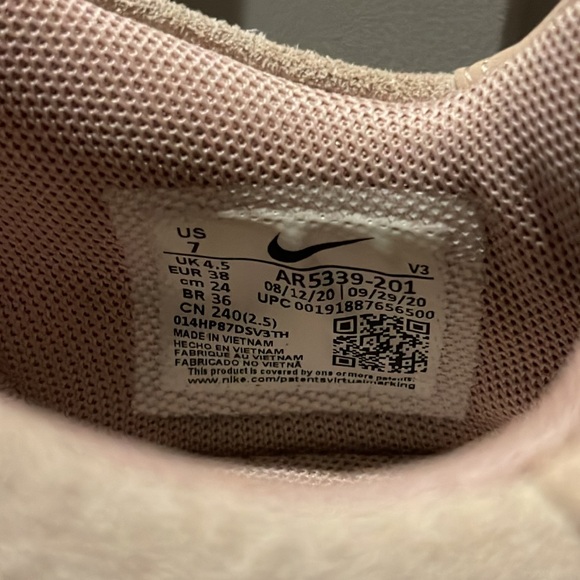 US
7
V3
UK 4.5
EUR 38
cm 24
BR 36
CN 240(2.5)
AR5339-201
08/12/20 | 09/29/20
UPC 00191887656500
014HP87DSV3TH
MADE IN VIETNAM
HECHO EN VIETNAM
FABRIQUE AU VIETNAM
FABRICADO NO VIETNÃ
This product is covered by one or more patents.
www.nike.com/patentsvirtualmarking